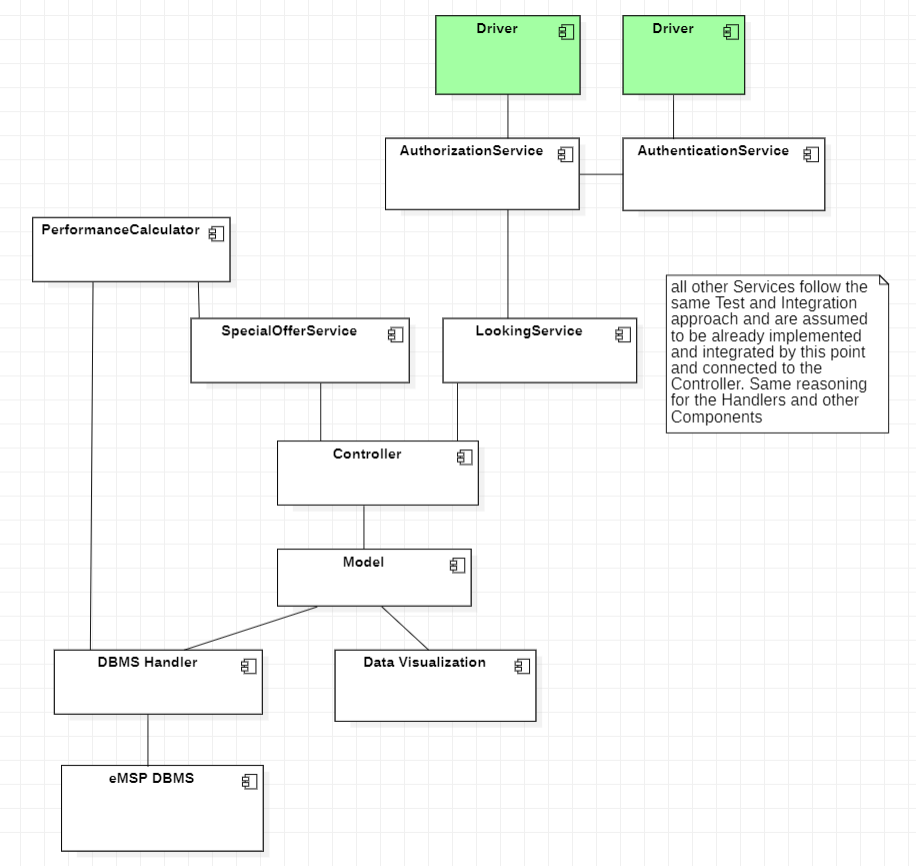 Driver
Driver
AuthorizationService
AuthenticationService
PerformanceCalculator
all other Services follow the
same Test and Integration
approach and are assumed
to be already implemented
and integrated by this point
and connected to the
Controller. Same reasoning
for the Handlers and other
Components
SpecialOfferService
LookingService
Controller
Model
DBMS Handler
Data Visualization
eMSP DBMS